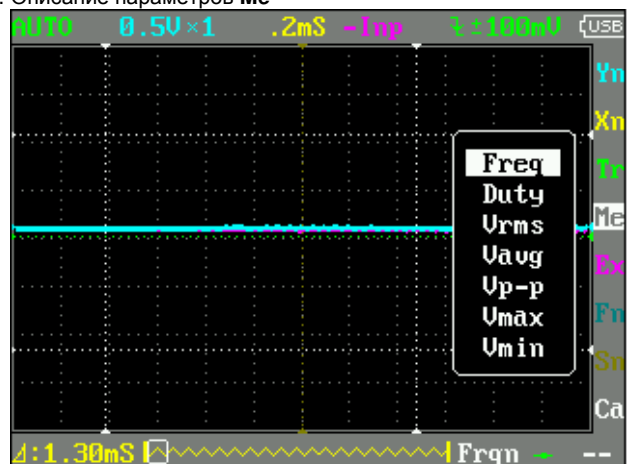 . Описание параметров Me
AUTO 0.5V×1 .2mS -Inp ±100mV USB
Yn
Xn
Tr
Me
Ex
Fn
Sn
Ca
Freq
Duty
Vrms
Vavg
Vp-p
Vmax
Vmin
⊿:1.30mS Frqn --